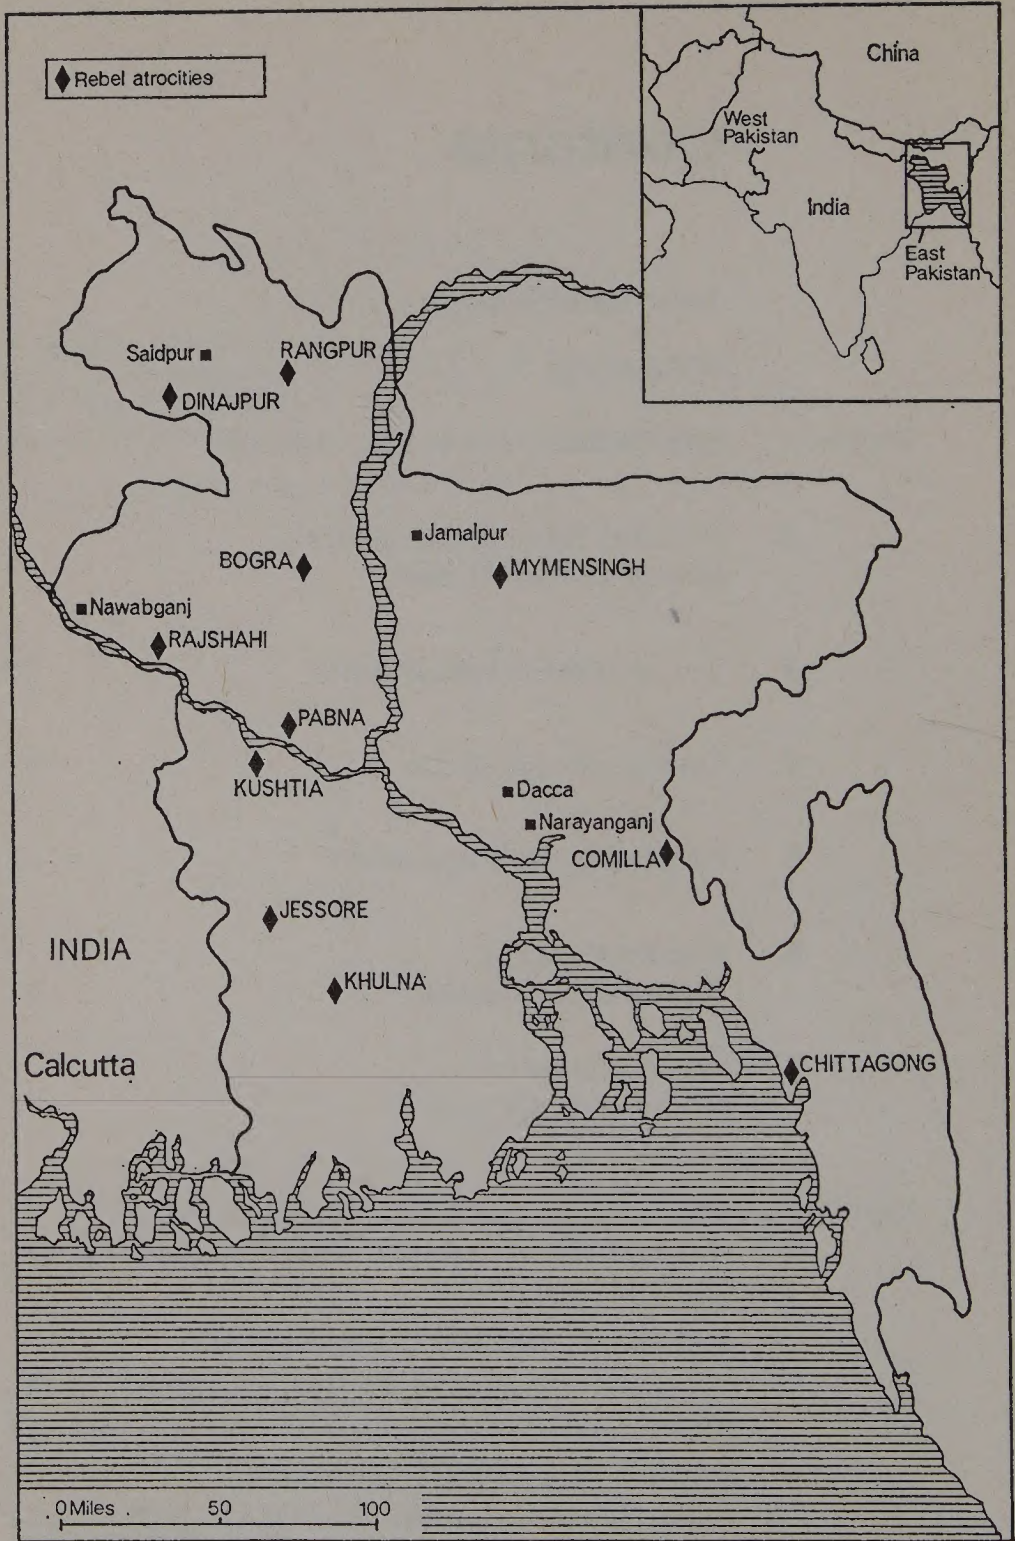 Rebel atrocities
China
West
Pakistan
India
East
Pakistan
Saidpur
RANGPUR
DINAJPUR
Jamalpur
BOGRA
MYMENSINGH
Nawabganj
RAJSHAHI
PABNA
KUSHTIA
Dacca
Narayanganj
COMILLA
JESSORE
INDIA
KHULNA
Calcutta
CHITTAGONG
0 Miles 50 100